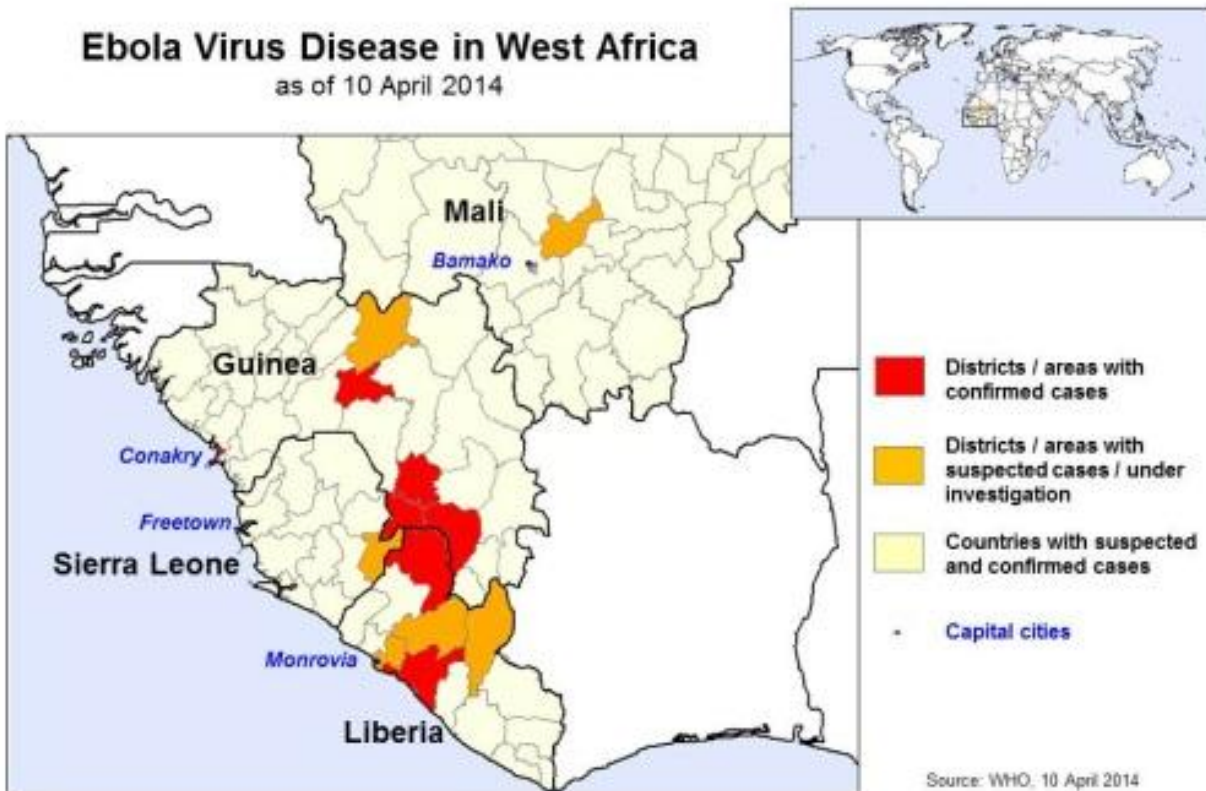 Ebola Virus Disease in West Africa
as of 10 April 2014
Mali
Bamako
Guinea
Conakry
Freetown
Sierra Leone
Monrovia
Liberia
Districts / areas with
confirmed cases
Districts / areas with
suspected cases / under
investigation
Countries with suspected
and confirmed cases
Capital cities
Source: WHO, 10 April 2014